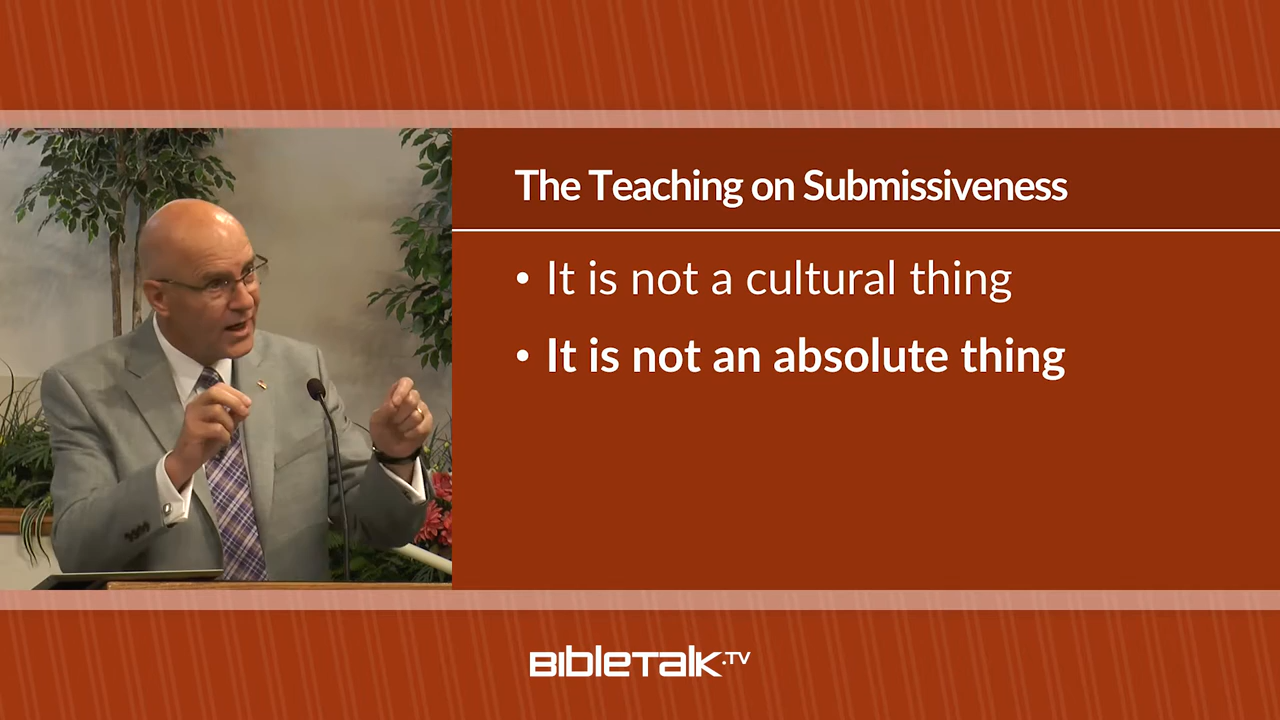 The Teaching on Submissiveness
• It is not a cultural thing
• It is not an absolute thing
BIBLETALK.TV